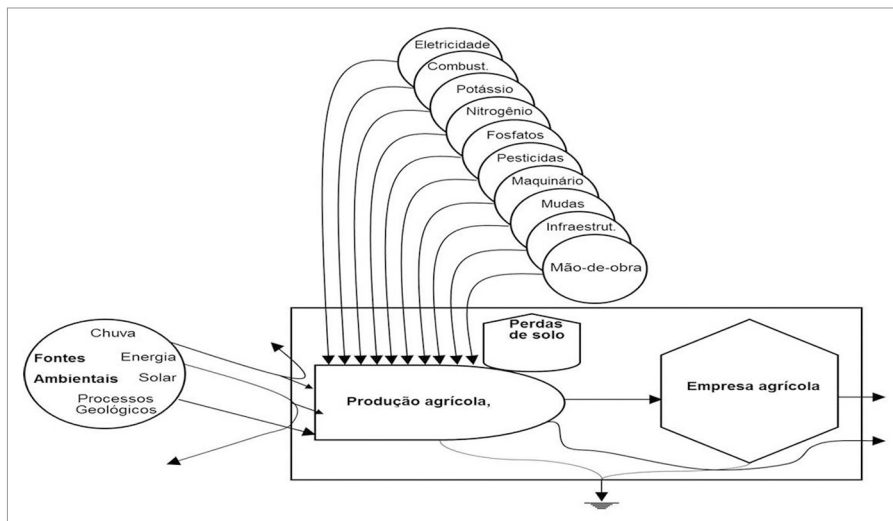 Eletricidade
Combust.
Potássio
Nitrogênio
Fosfatos
Pesticidas
Maquinário
Mudas
Infraestrut.
Mão-de-obra
Chuva
Fontes Energia
Ambientais Solar
Processos
Geológicos
Perdas
de solo
Produção agrícola,
Empresa agrícola